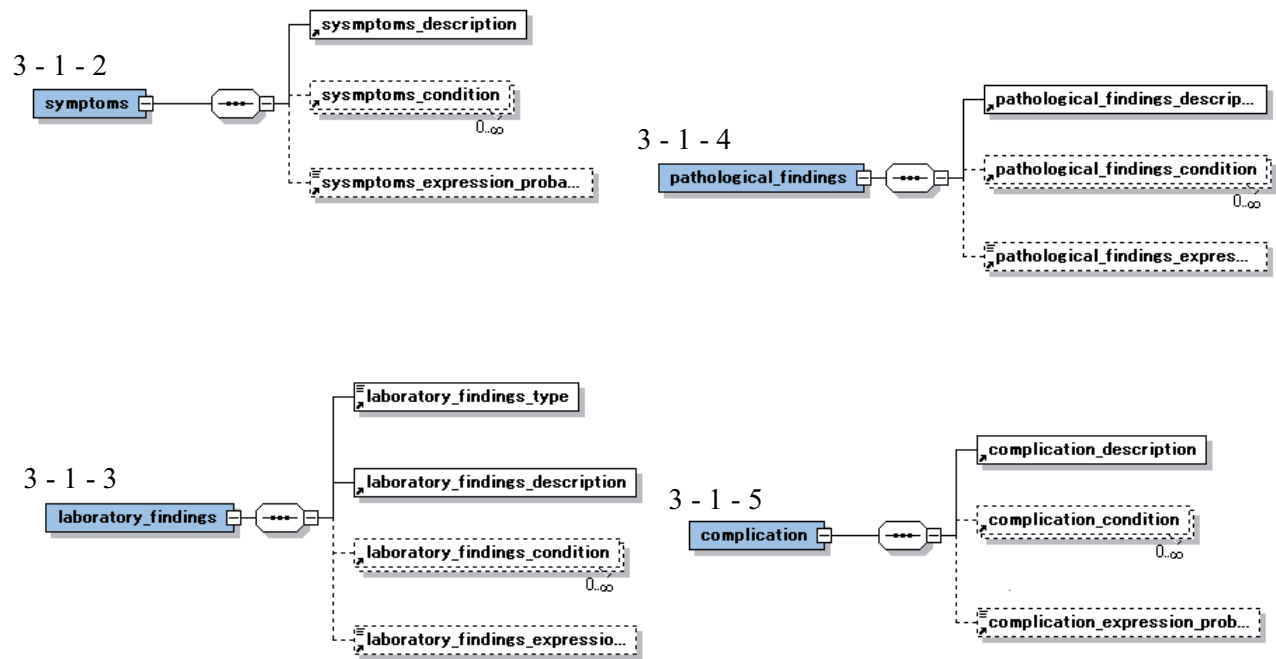 3 - 1 - 2
symptoms
sysmptoms_description
sysmptoms_condition
0..∞
sysmptoms_expression_proba...
3 - 1 - 4
pathological_findings
pathological_findings_descrip...
pathological_findings_condition
0..∞
pathological_findings_expres...
3 - 1 - 3
laboratory_findings
laboratory_findings_type
laboratory_findings_description
laboratory_findings_condition
0..∞
laboratory_findings_expressio...
3 - 1 - 5
complication
complication_description
complication_condition
0..∞
complication_expression_prob...